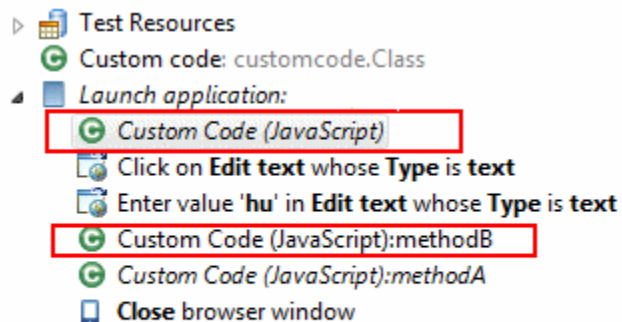 Test Resources
Custom code: customcode.Class
Launch application:
Custom Code (JavaScript)
Click on Edit text whose Type is text
Enter value 'hu' in Edit text whose Type is text
Custom Code (JavaScript):methodB
Custom Code (JavaScript):methodA
Close browser window